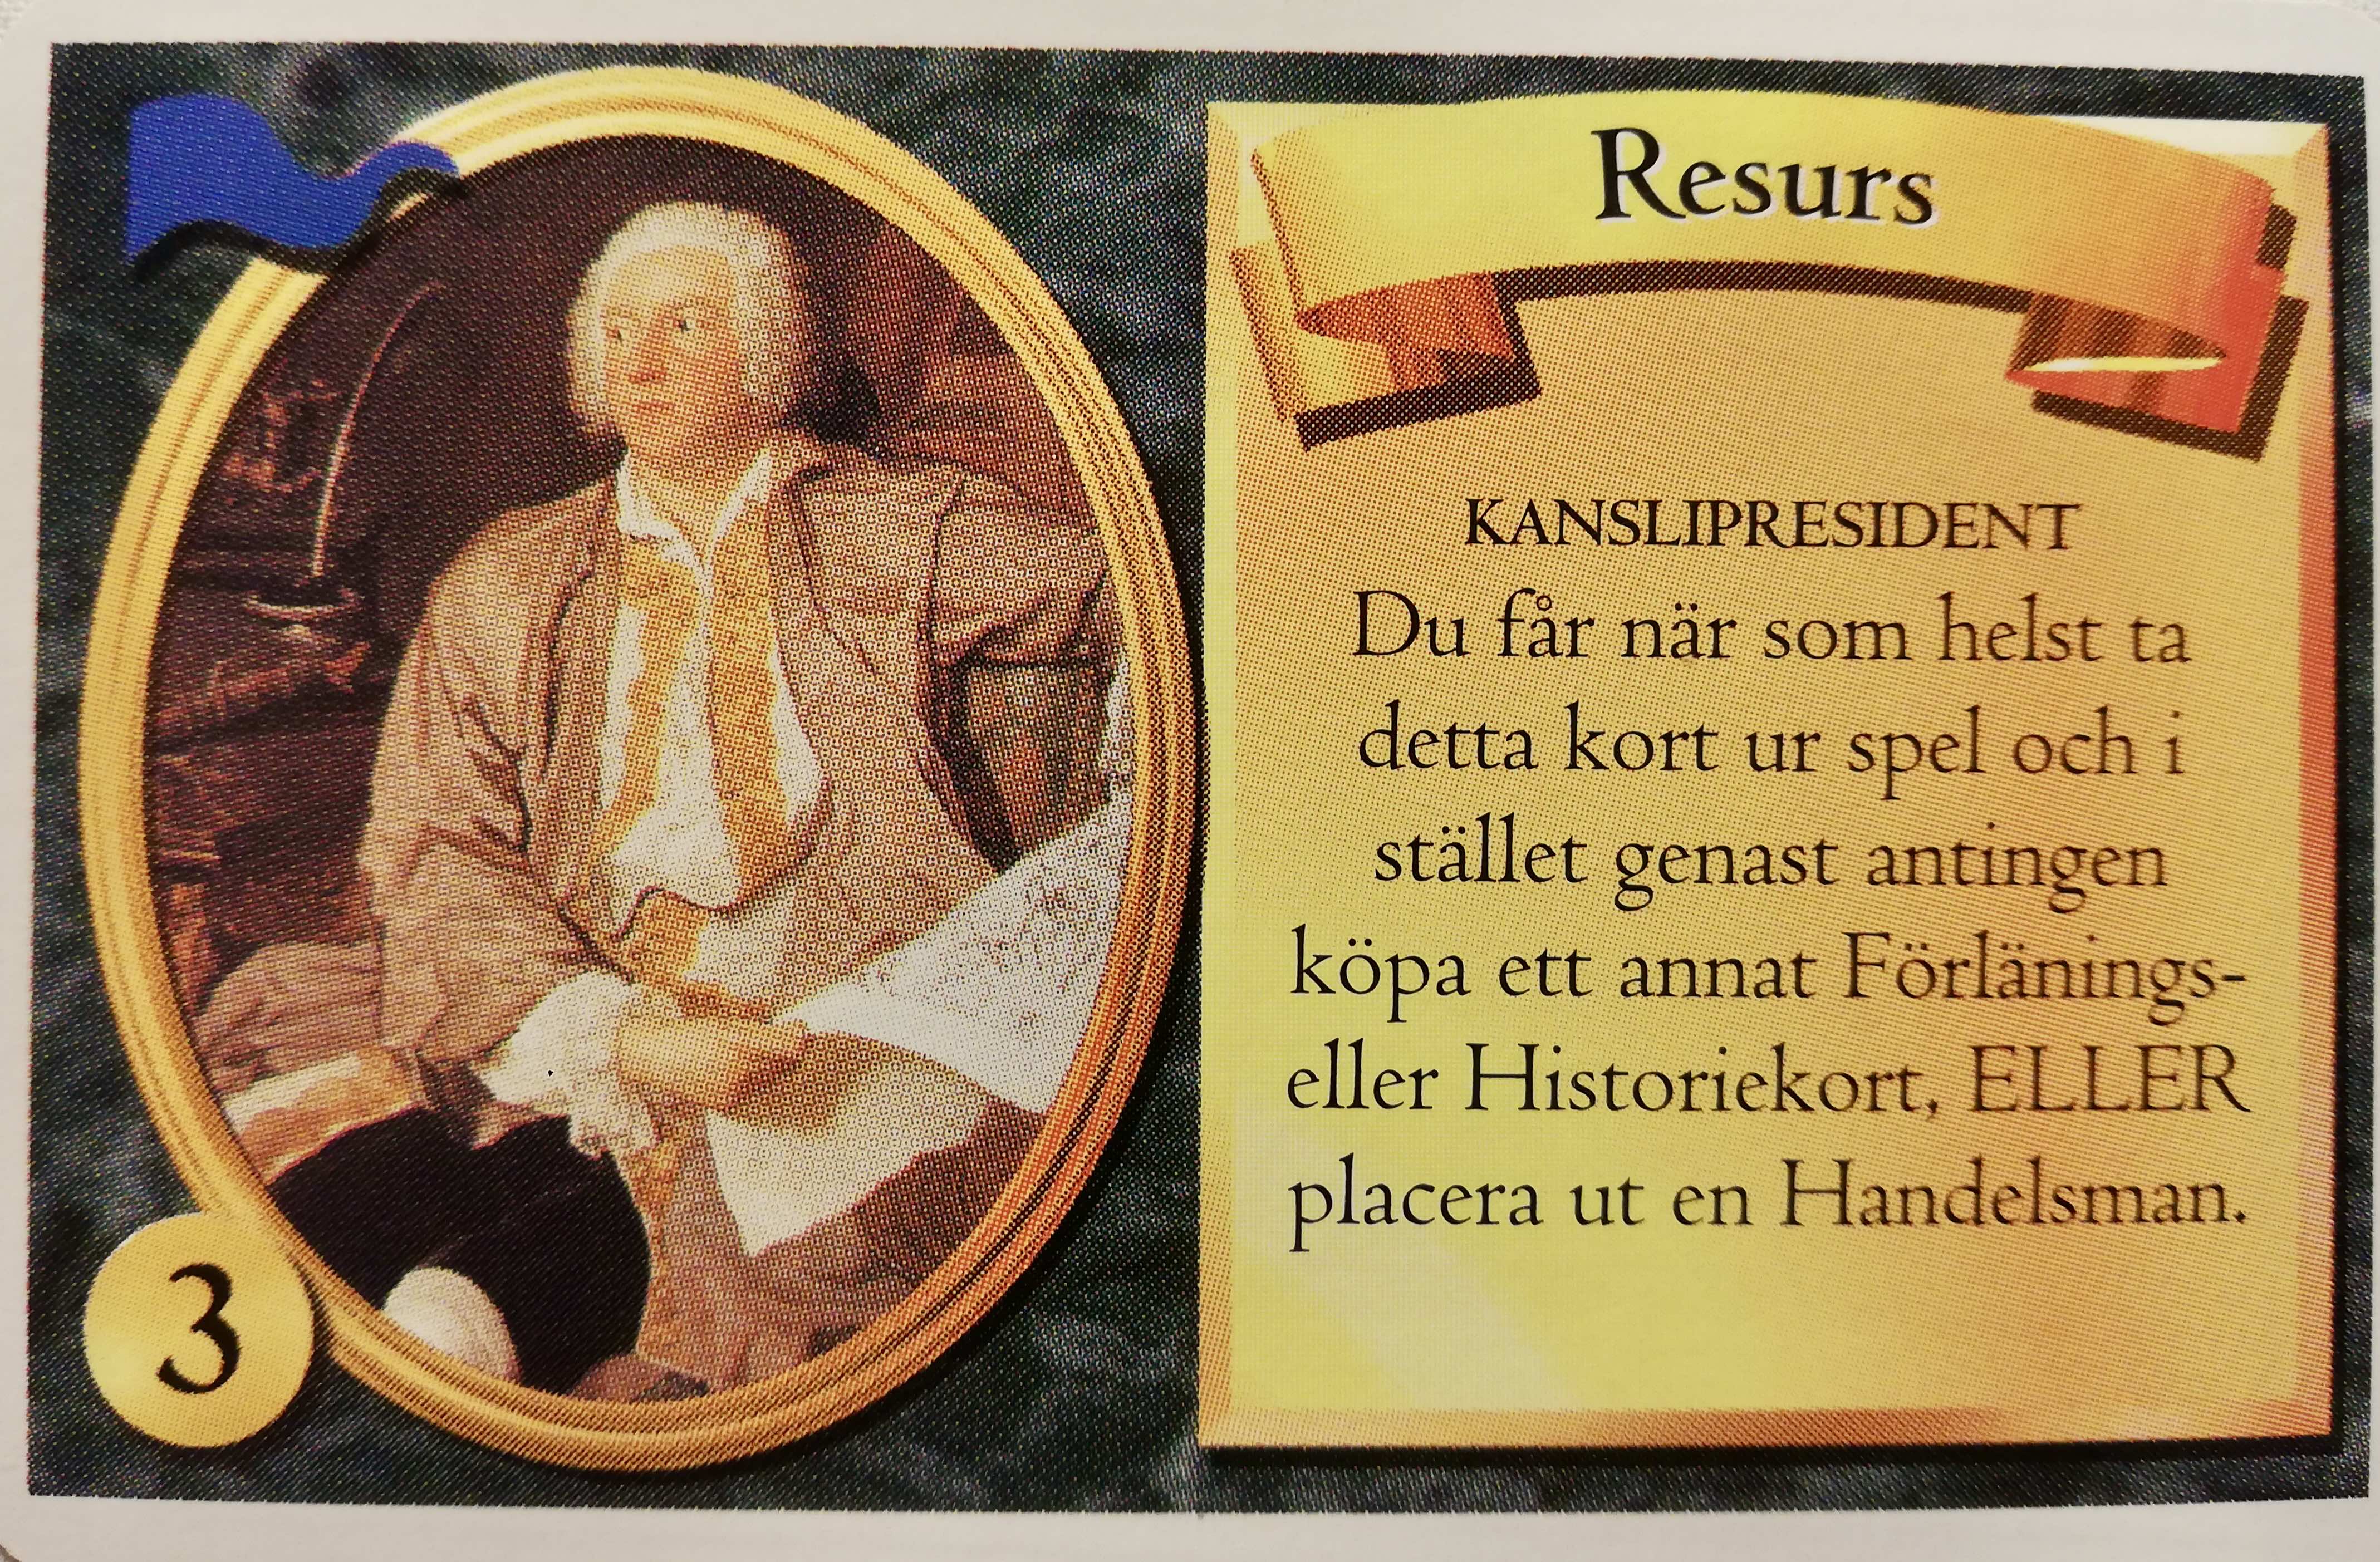 Resurs
KANSLIPRESIDENT
Du får när som helst ta
detta kort ur spel och i
stället genast antingen
köpa ett annat Förlänings-
eller Historiekort, ELLER
placera ut en Handelsman.
3